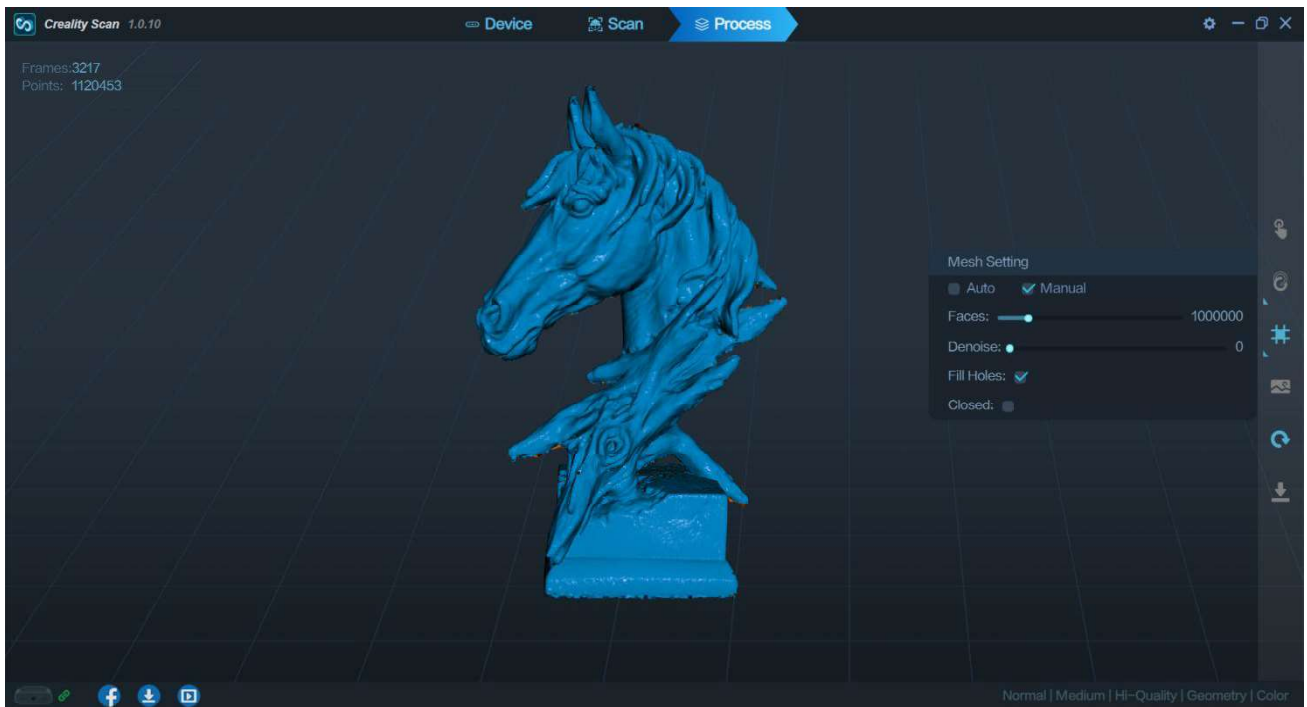 Creality Scan 1.0.10
Device
Scan
Process
Frames:3217
Points: 1120453
Mesh Setting
Auto
Manual
Faces: 1000000
Denoise: 0
Fill Holes:
Closed:
Normal | Medium | Hi-Quality | Geometry | Color